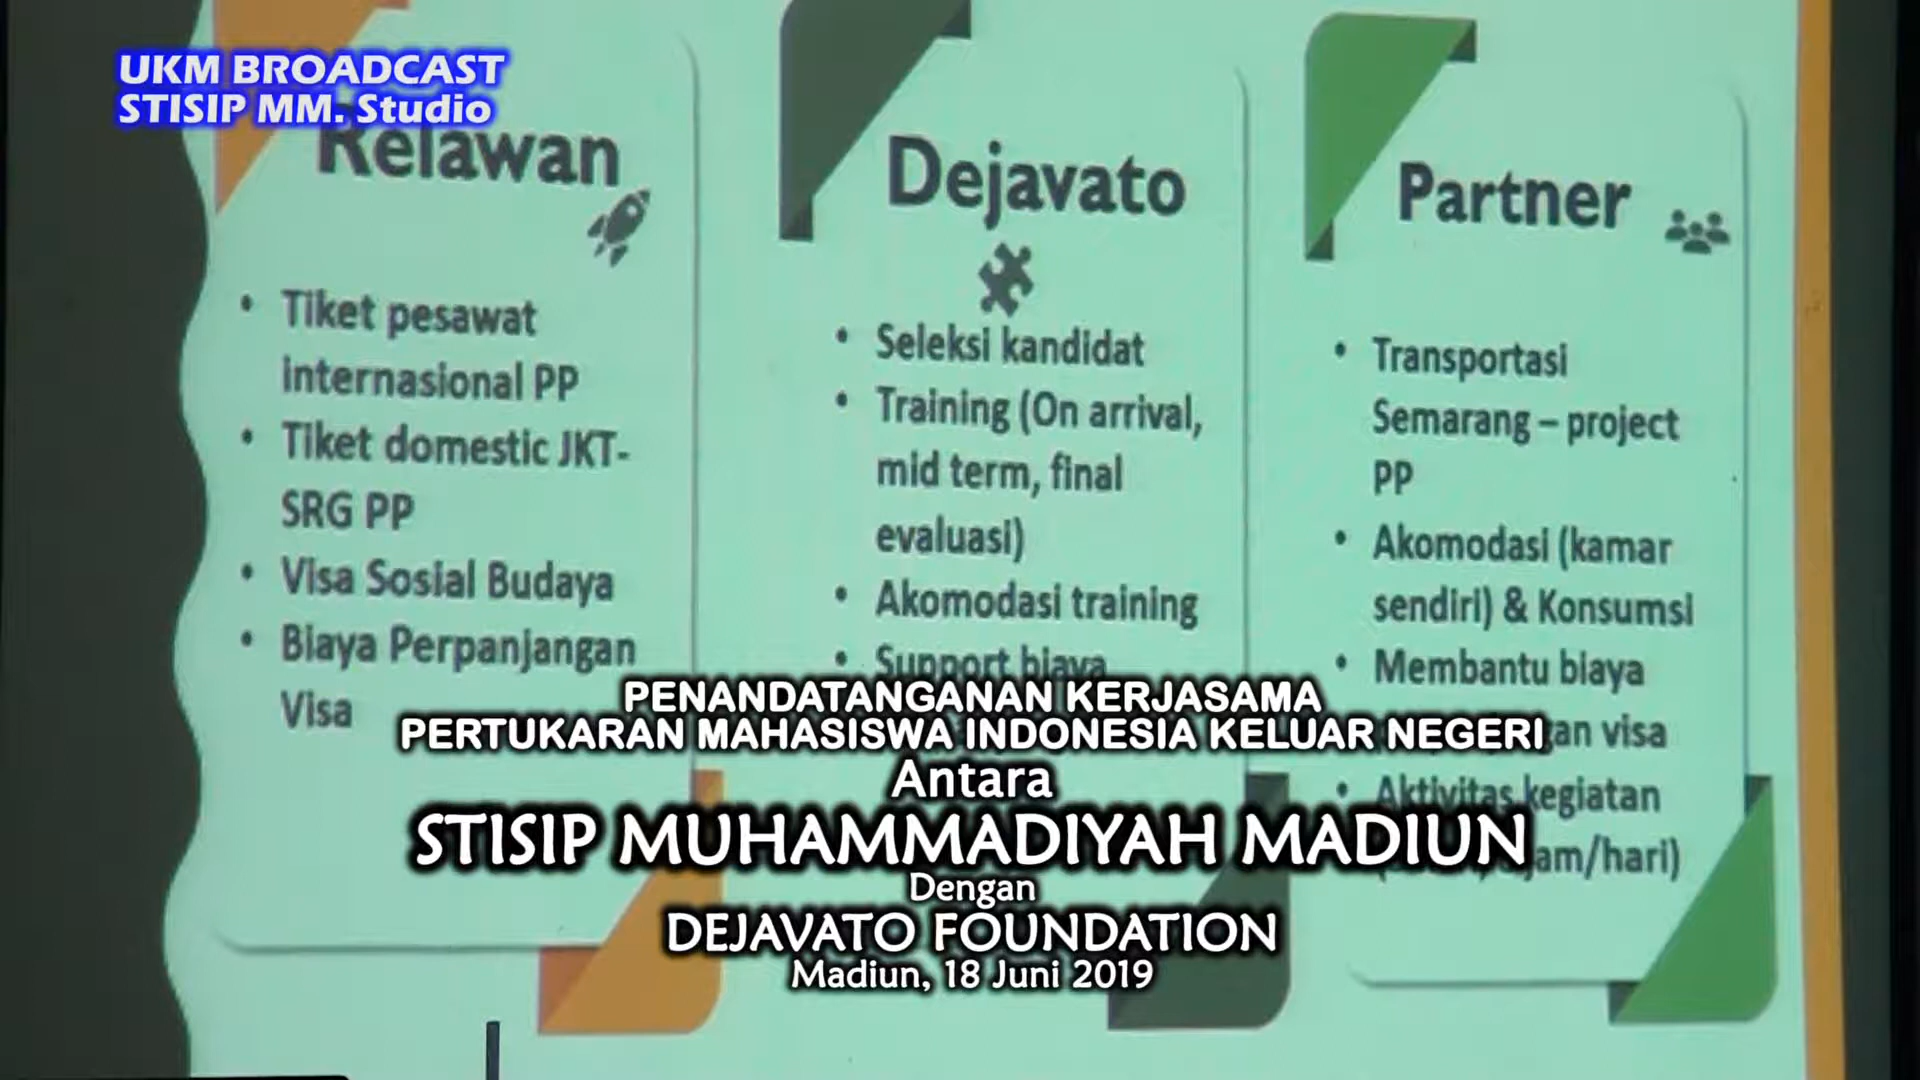 UKM BROADCAST
STISIP MM. Studio
Relawan
Tiket pesawat
internasional PP
Tiket domestic JKT-
SRG PP
Visa Sosial Budaya
Biaya Perpanjangan
Visa
Dejavato
Seleksi kandidat
Training (On arrival,
mid term, final
evaluasi)
Akomodasi training
Support biaya
Partner
Transportasi
Semarang – project
PP
Akomodasi (kamar
sendiri) & Konsumsi
Membantu biaya
visa
Aktivitas kegiatan
jam/hari)
PENANDATANGANAN KERJASAMA
PERTUKARAN MAHASISWA INDONESIA KELUAR NEGERI
Antara
STISIP MUHAMMADIYAH MADIUN
Dengan
DEJAVATO FOUNDATION
Madiun, 18 Juni 2019